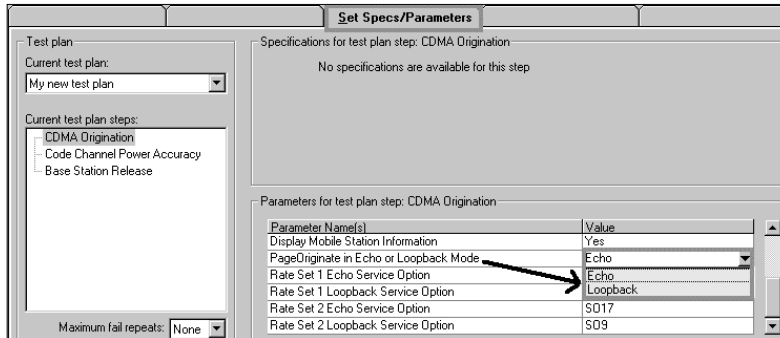 Set Specs/Parameters
Test plan
Current test plan:
My new test plan
Current test plan steps:
CDMA Origination
Code Channel Power Accuracy
Base Station Release
Maximum fail repeats: None
Specifications for test plan step: CDMA Origination
No specifications are available for this step
Parameters for test plan step: CDMA Origination
Parameter Name(s) Value
Display Mobile Station Information Yes
PageOriginate in Echo or Loopback Mode Echo
Rate Set 1 Echo Service Option Echo
Rate Set 1 Loopback Service Option Loopback
Rate Set 2 Echo Service Option SO17
Rate Set 2 Loopback Service Option SO9